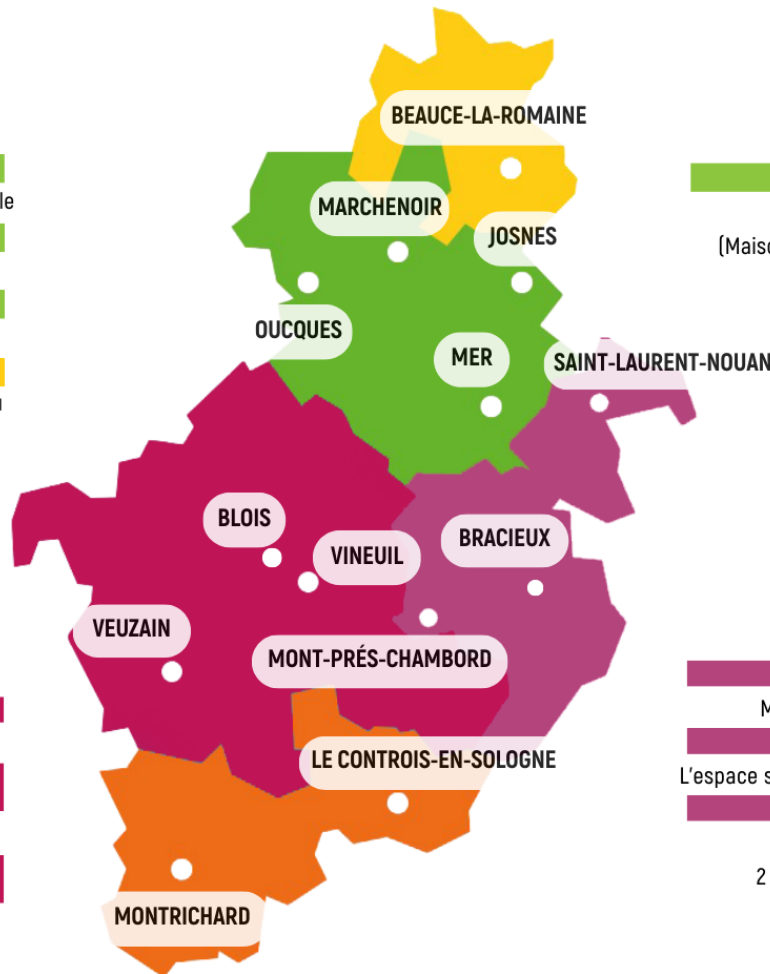 BEAUCE-LA-ROMAINE
le
MARCHENOIR
JOSNES
(Maiso
OUCQUES
MER
SAINT-LAURENT-NOUAN
BLOIS
VINEUIL
BRACIEUX
VEUZAIN
MONT-PRÉS-CHAMBORD
M
LE CONTROIS-EN-SOLOGNE
L'espace s
2
MONTRICHARD